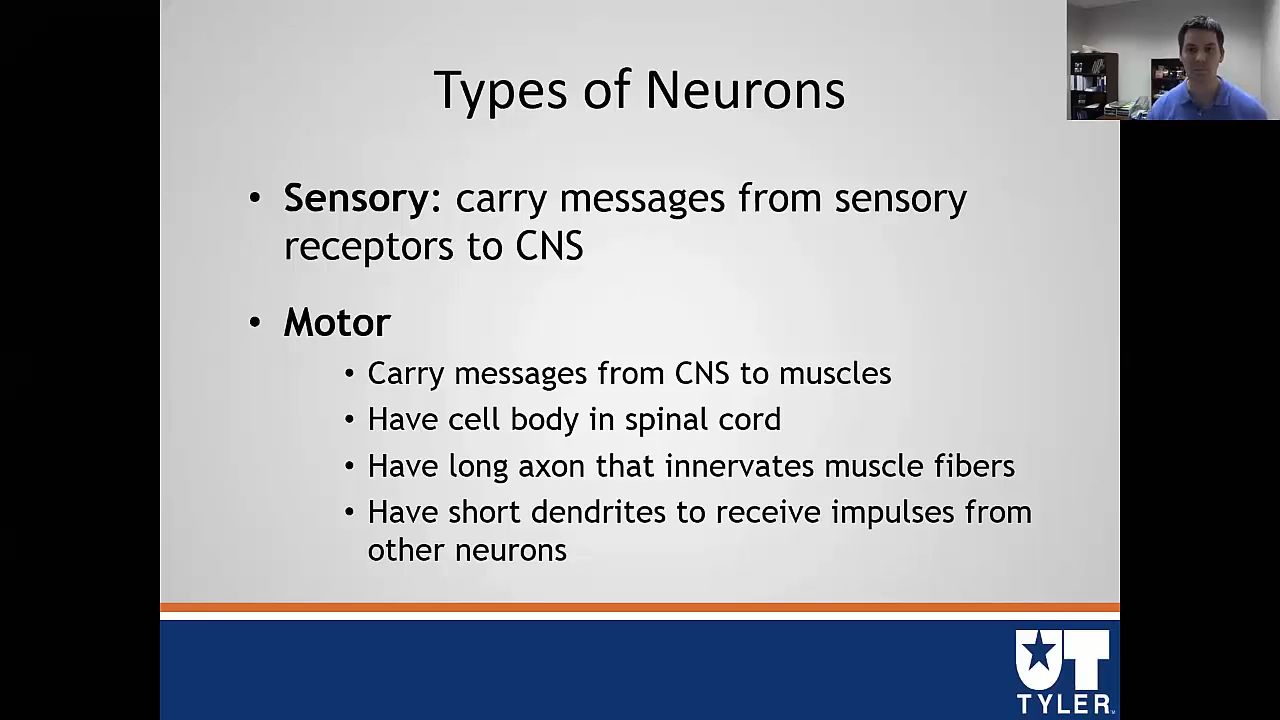 Types of Neurons
• Sensory: carry messages from sensory
receptors to CNS
• Motor
• Carry messages from CNS to muscles
• Have cell body in spinal cord
• Have long axon that innervates muscle fibers
• Have short dendrites to receive impulses from
other neurons
UT
TYLER